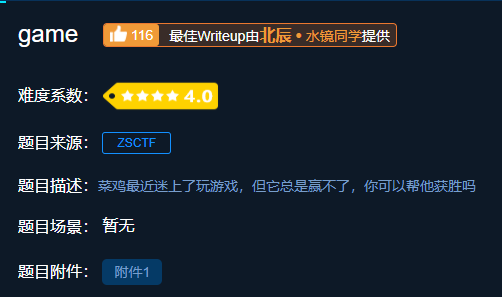 game 116 最佳Writeup由北辰 • 水镜同学提供
难度系数： 4.0
题目来源： ZSCTF
题目描述：菜鸡最近迷上了玩游戏，但它总是赢不了，你可以帮他获胜吗
题目场景： 暂无
题目附件： 附件1